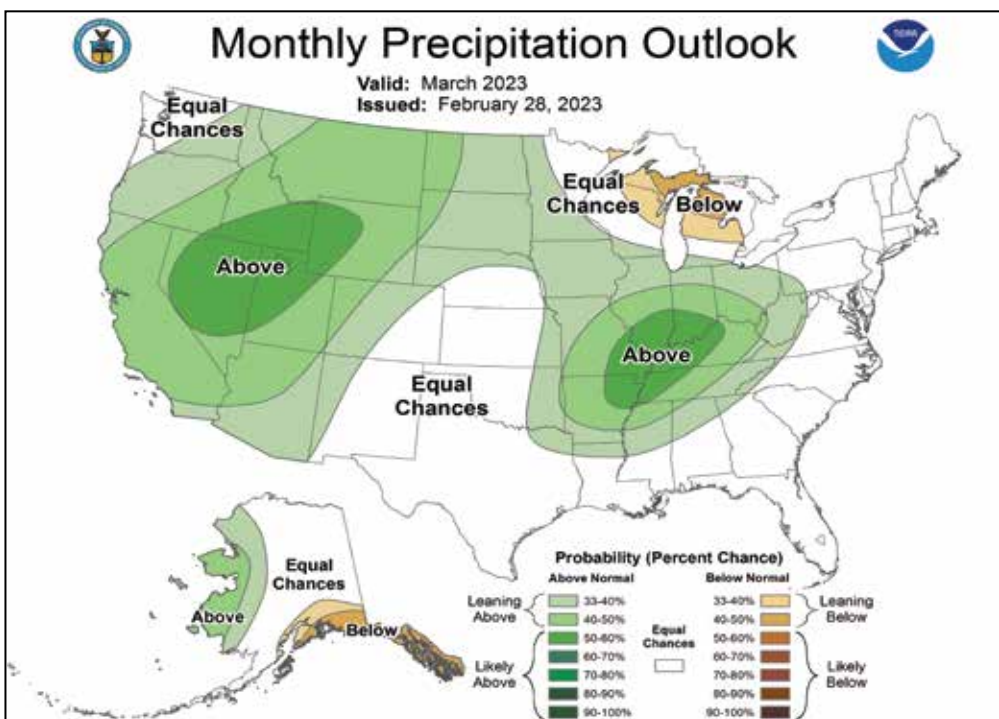 Monthly Precipitation Outlook
Valid: March 2023
Issued: February 28, 2023
Equal
Chances
Equal
Chances
Below
Above
Above
Equal
Chances
Equal
Chances
Above
Below
Probability (Percent Chance)
Above Normal
Below Normal
Leaning
Above
33-40%
40-50%
50-60%
60-70%
70-80%
80-90%
90-100%
Likely
Above
Equal
Chances
33-40%
40-50%
50-60%
60-70%
70-80%
80-90%
90-100%
Leaning
Below
Likely
Below